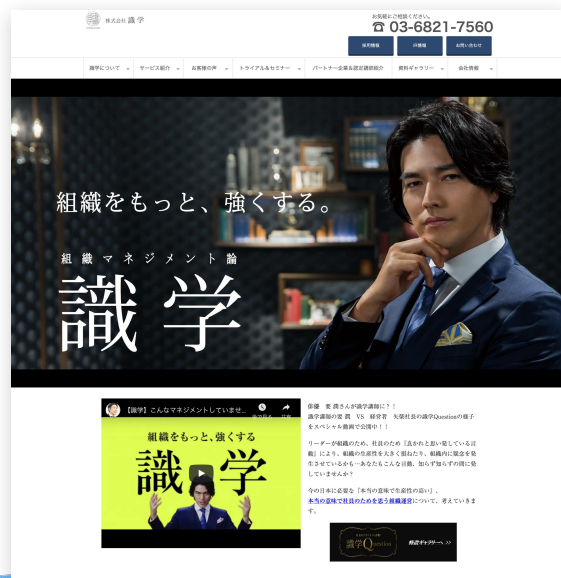 株式会社 識学
お気軽にご相談ください。
☎ 03-6821-7560
採用情報
IR情報
お問い合わせ
識学について
サービス紹介
お客様の声
トライアル&セミナー
パートナー企業&認定講師紹介
資料ギャラリー
会社情報
組織をもっと、強くする。
組織マネジメント論
識学
【識学】こんなマネジメントしていませ...
後で見る
共有
組織をもっと、強くする
識学
俳優 要 潤さんが識学講師に？！
識学講師の要 潤 VS 経営者 矢榮社長の識学Questionの様子
をスペシャル動画で公開中！！
リーダーが組織のため、社員のため『良かれと思い発している言
動』により、組織の生産性を大きく損ねたり、組織内に疑念を発
生させているかも…あなたもこんな言動、知らず知らずの間に発
していませんか？
今の日本に必要な『本当の意味で生産性の高い』、
本当の意味で社員のためを思う組織運営について、考えていきま
す。
識学Question
特設ギャラリーへ >>